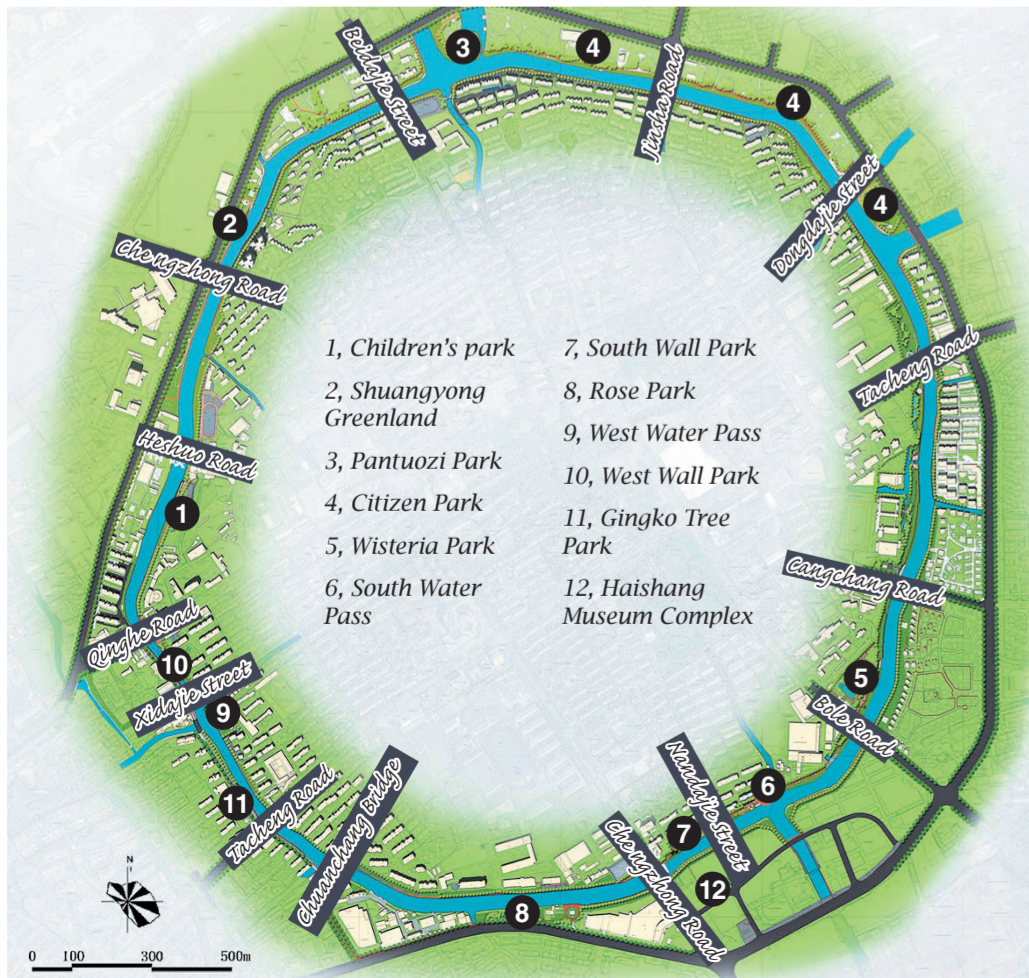 Beidajie Street
3
4
Jinsha Road
4
Dongdajie Street
4
2
Chengzhong Road
Tacheng Road
Heshuo Road
1
1, Children's park
2, Shuangyong
Greenland
3, Pantuozi Park
4, Citizen Park
5, Wisteria Park
6, South Water
Pass
7, South Wall Park
8, Rose Park
9, West Water Pass
10, West Wall Park
11, Gingko Tree
Park
12, Haishang
Museum Complex
Cangchang Road
Qinghe Road
10
Xidajie Street
9
5
Bole Road
11
Tacheng Road
Chuanchang Bridge
Nandajie Street
6
7
Chengzhong Road
12
8
N
0 100 300 500m